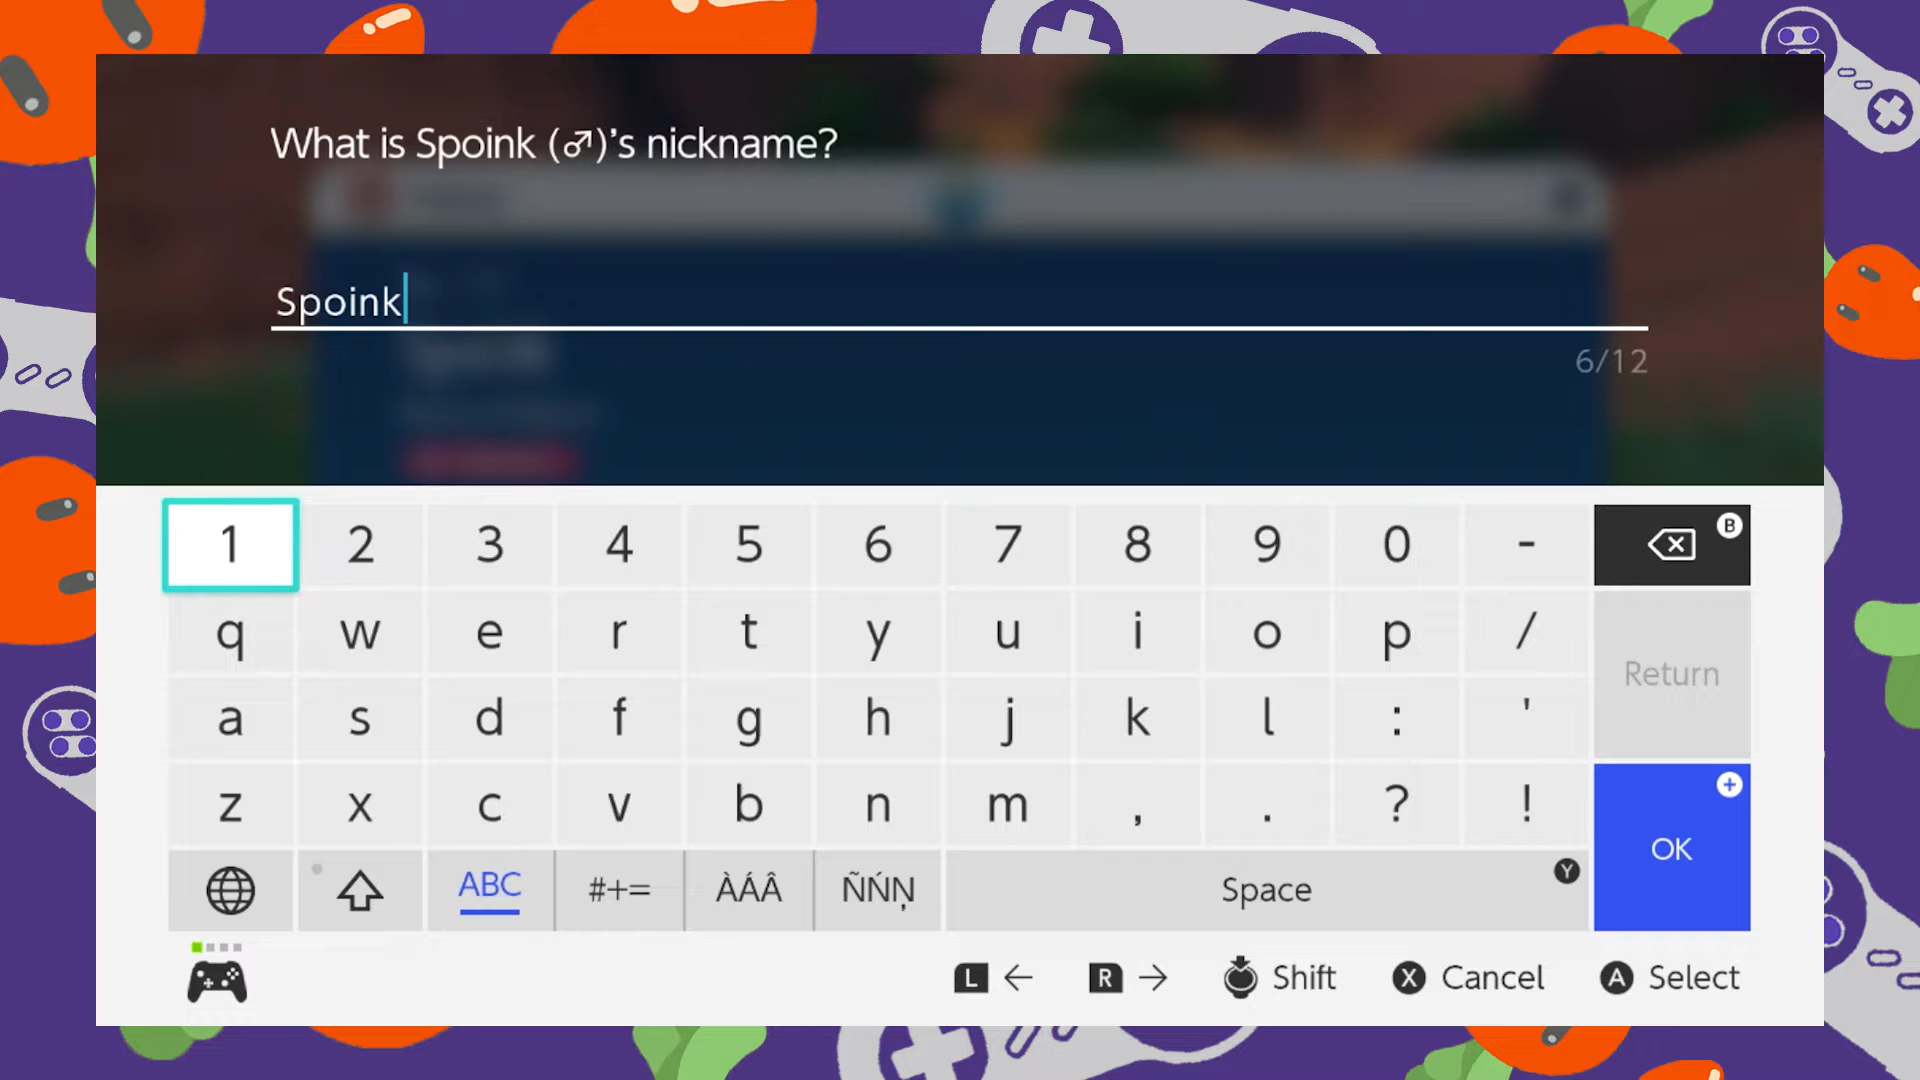 What is Spoink (♂)'s nickname?
Spoink
6/12
1 2 3 4 5 6 7 8 9 0 - B
q w e r t y u i o p /
Return
a s d f g h j k l : '
z x c v b n m , . ? ! +
OK
ABC #+= ÀÁÂ ÑŃŅ Space Y
L ← R → Shift X Cancel A Select